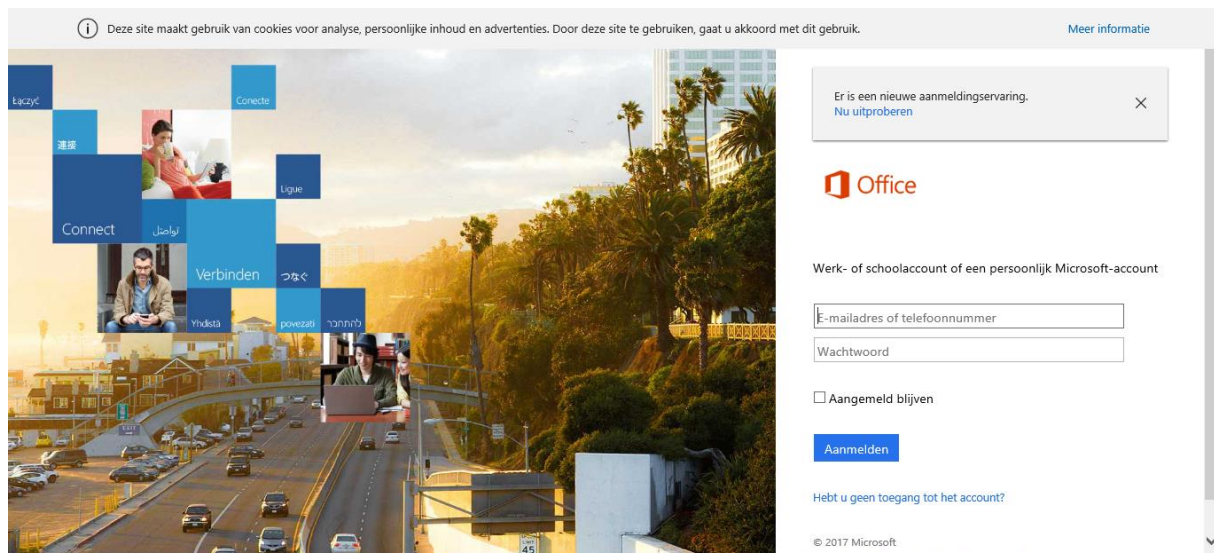 Deze site maakt gebruik van cookies voor analyse, persoonlijke inhoud en advertenties. Door deze site te gebruiken, gaat u akkoord met dit gebruik.
Meer informatie
Łączyć
Conecte
連接
Ligue
Connect
تواصل
Verbinden
つなぐ
Yhdistä
povezati
להתחבר
LIMIT
45
Er is een nieuwe aanmeldingservaring.
Nu uitproberen
Office
Werk- of schoolaccount of een persoonlijk Microsoft-account
E-mailadres of telefoonnummer
Wachtwoord
Aangemeld blijven
Aanmelden
Hebt u geen toegang tot het account?
© 2017 Microsoft